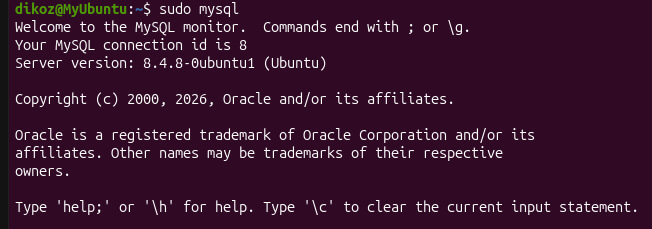 dikoz@MyUbuntu:~$ sudo mysql
Welcome to the MySQL monitor.  Commands end with ; or \g.
Your MySQL connection id is 8
Server version: 8.4.8-0ubuntu1 (Ubuntu)

Copyright (c) 2000, 2026, Oracle and/or its affiliates.

Oracle is a registered trademark of Oracle Corporation and/or its
affiliates. Other names may be trademarks of their respective
owners.

Type 'help;' or '\h' for help. Type '\c' to clear the current input statement.